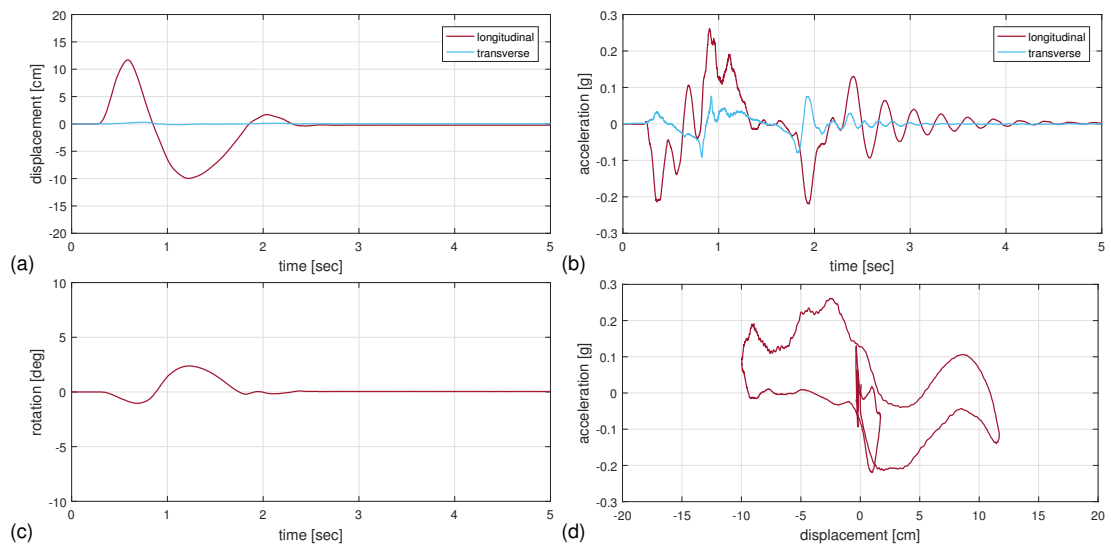 20
15
10
5
0
-5
-10
-15
-20
displacement [cm]
0 1 2 3 4 5
time [sec]
longitudinal
transverse
(a)
0.3
0.2
0.1
0
-0.1
-0.2
-0.3
acceleration [g]
0 1 2 3 4 5
time [sec]
longitudinal
transverse
(b)
10
5
0
-5
-10
rotation [deg]
0 1 2 3 4 5
time [sec]
(c)
0.3
0.2
0.1
0
-0.1
-0.2
-0.3
acceleration [g]
-20 -15 -10 -5 0 5 10 15 20
displacement [cm]
(d)